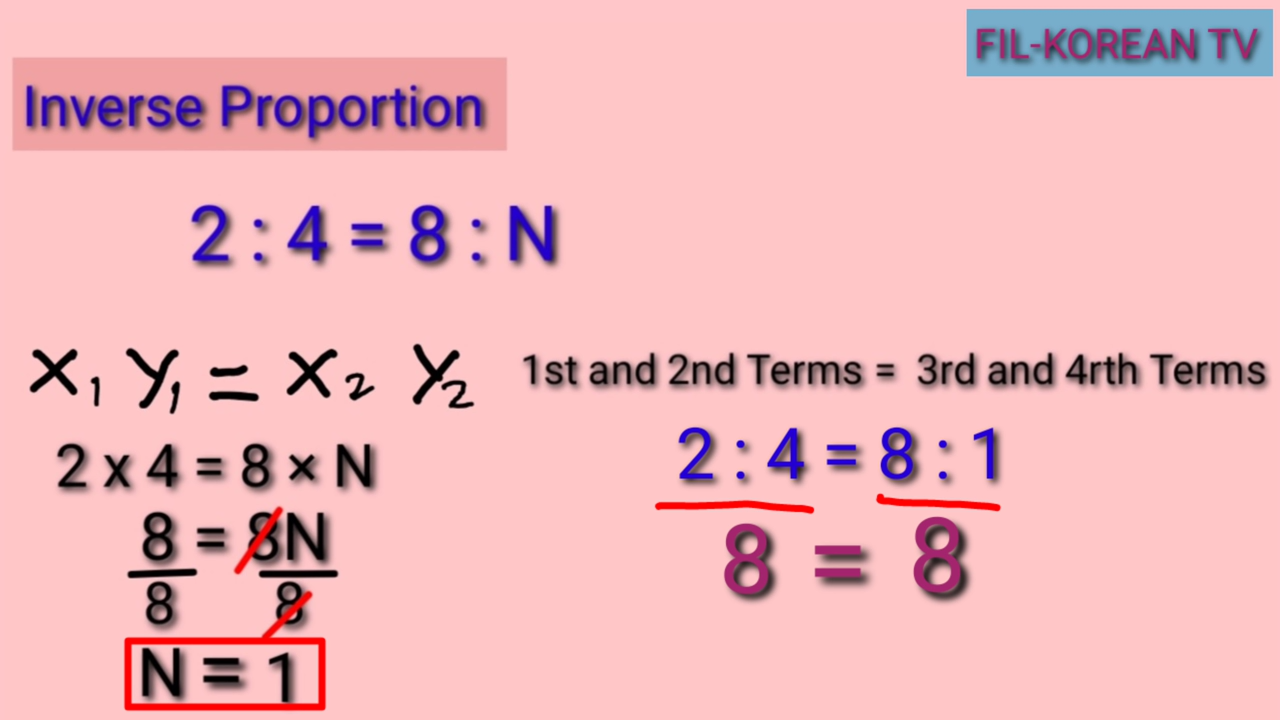 FIL-KOREAN TV
Inverse Proportion
2 : 4 = 8 : N
X₁ Y₁ = X₂ Y₂
1st and 2nd Terms = 3rd and 4rth Terms
2 x 4 = 8 × N
8 = 8N
8 8
N = 1
2 : 4 = 8 : 1
8 = 8